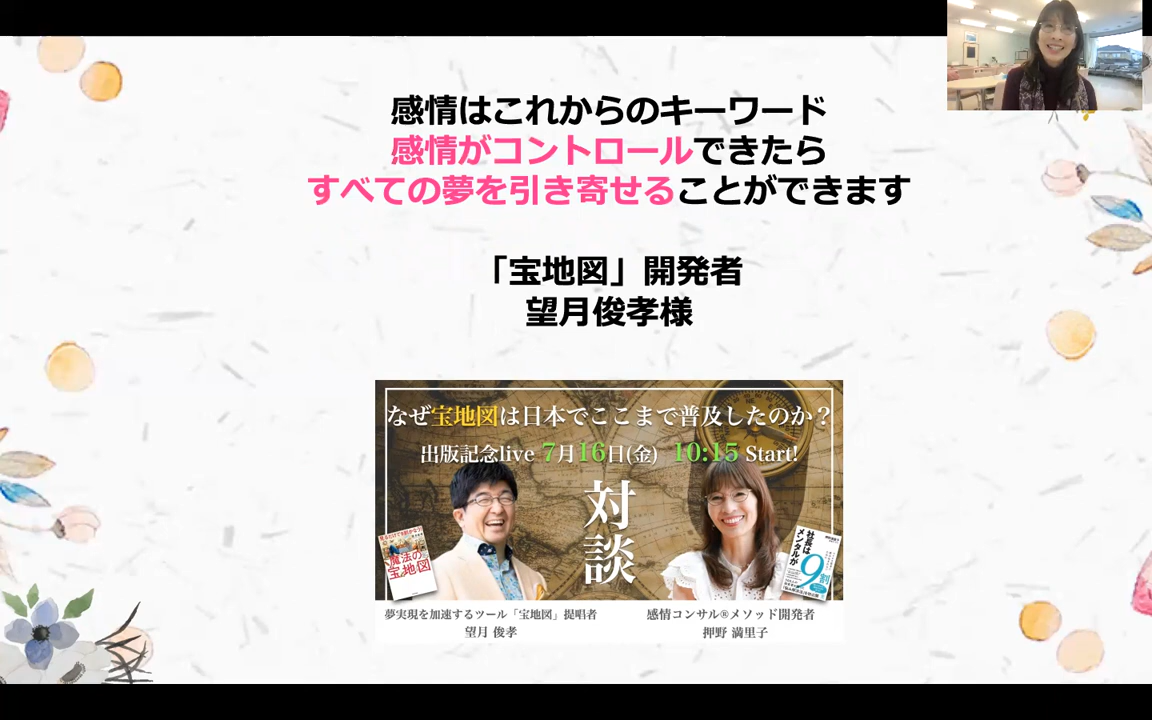 感情はこれからのキーワード
感情がコントロールできたら
すべての夢を引き寄せることができます
「宝地図」開発者
望月俊孝様
なぜ宝地図は日本でここまで普及したのか？
出版記念live 7月16日(金) 10:15 Start!
対談
魔法の宝地図
社長はメンタルが9割
夢実現を加速するツール「宝地図」提唱者
望月 俊孝
感情コンサル®メソッド開発者
押野 満里子